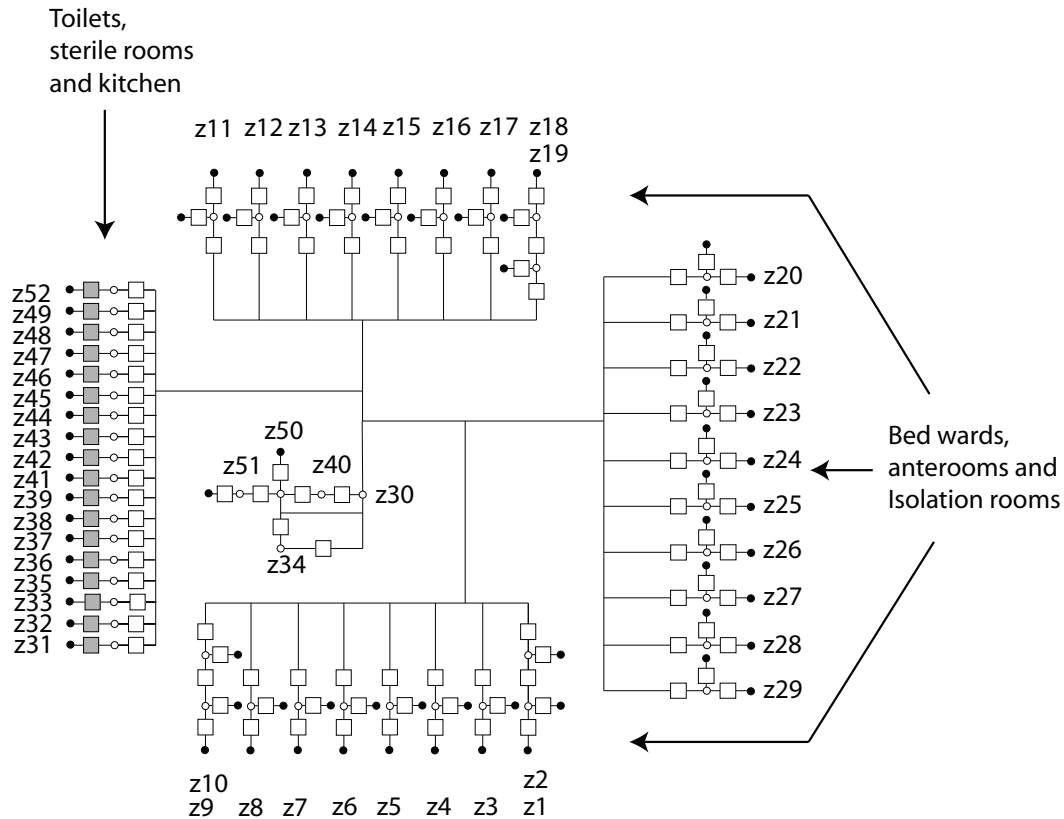 Toilets,
sterile rooms
and kitchen
z11 z12 z13 z14 z15 z16 z17 z18
z19
z52
z49
z48
z47
z46
z45
z44
z43
z42
z41
z39
z38
z37
z36
z35
z33
z32
z31
z50
z51
z40
z30
z34
z20
z21
z22
z23
z24
z25
z26
z27
z28
z29
Bed wards,
anterooms and
Isolation rooms
z10 z2
z9 z8 z7 z6 z5 z4 z3 z1